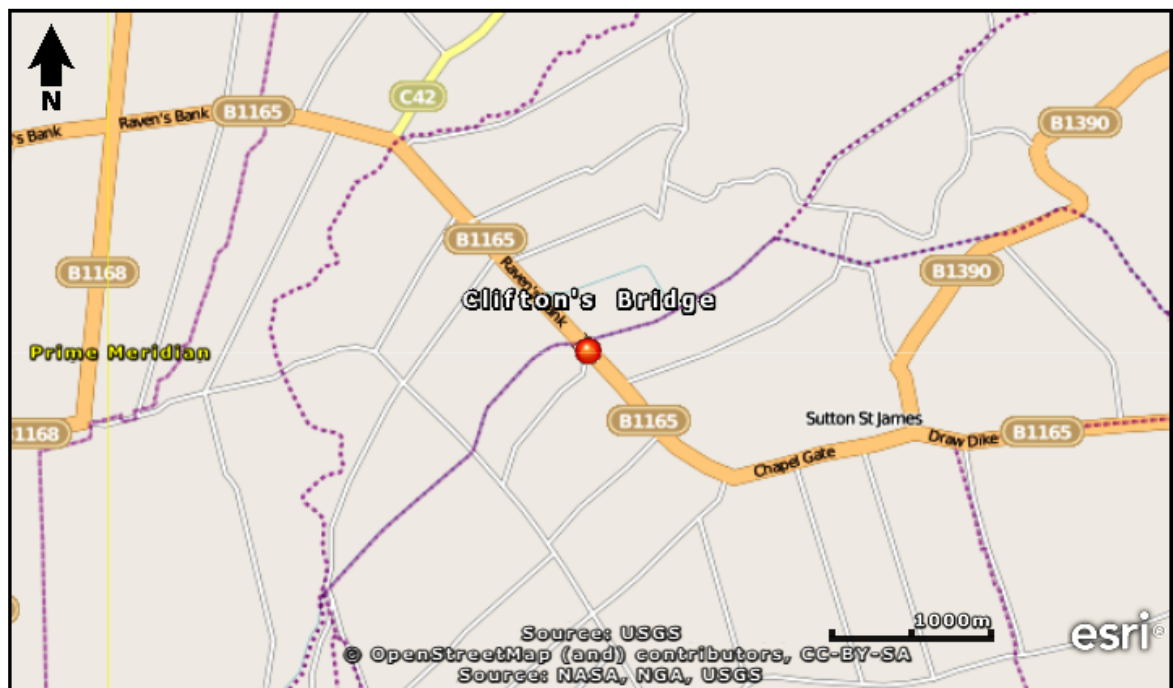 N
C42
B1165
Raven's Bank
's Bank
B1390
B1165
B1168
B1390
Raven's Bank
Clifton's Bridge
Prime Meridian
B1165
Sutton St James
1168
Draw Dike
B1165
Chapel Gate
1000m
esri®
Source: USGS
© OpenStreetMap (and) contributors, CC-BY-SA
Source: NASA, NGA, USGS